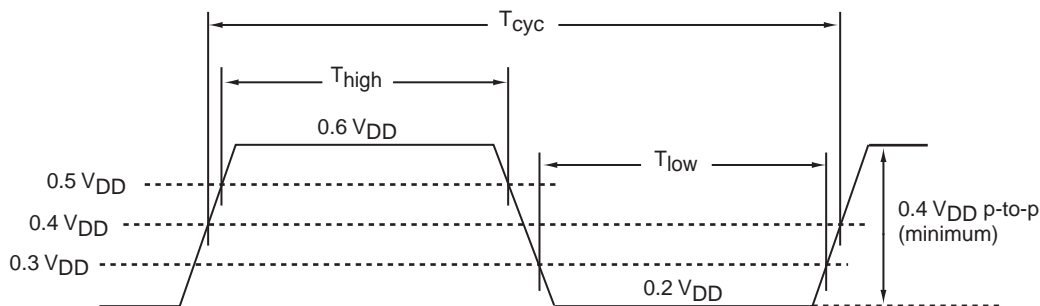 Tcyc
Thigh
0.6 VDD
Tlow
0.5 VDD
0.4 VDD
0.4 VDD p-to-p
(minimum)
0.3 VDD
0.2 VDD